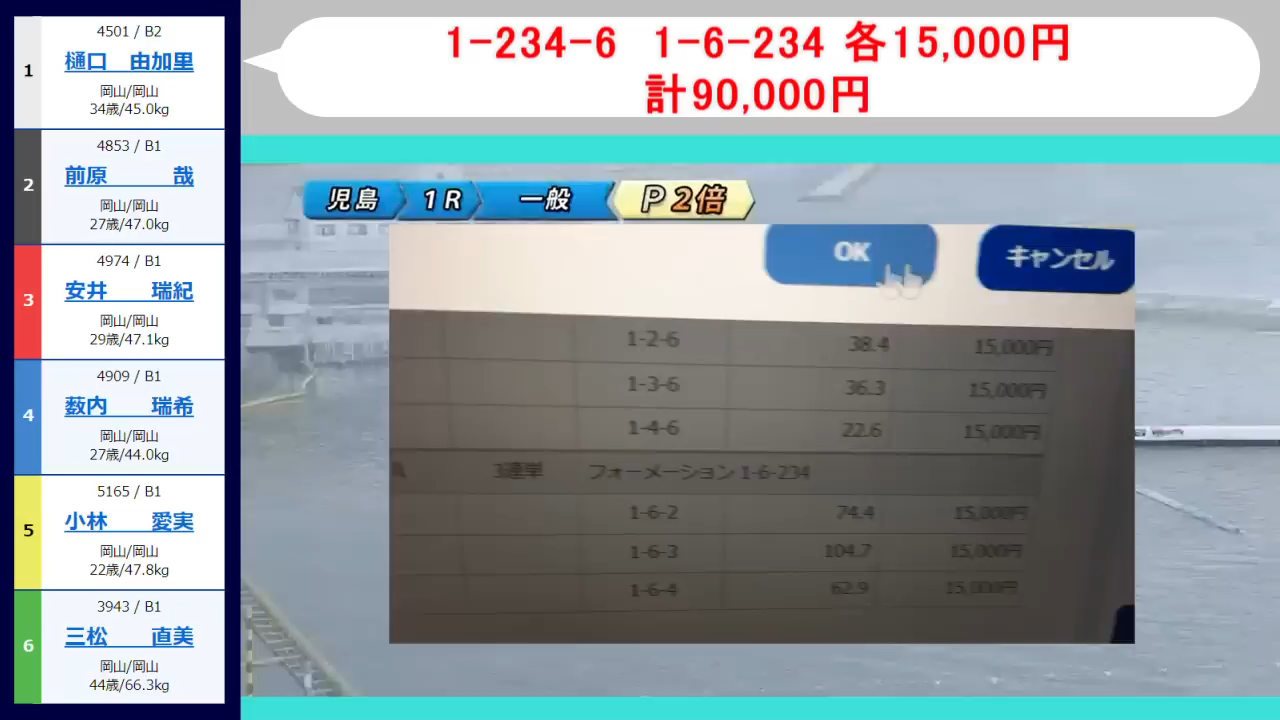 1
4501 / B2
樋口 由加里
岡山/岡山
34歳/45.0kg
2
4853 / B1
前原 哉
岡山/岡山
27歳/47.0kg
3
4974 / B1
安井 瑞紀
岡山/岡山
29歳/47.1kg
4
4909 / B1
薮内 瑞希
岡山/岡山
27歳/44.0kg
5
5165 / B1
小林 愛実
岡山/岡山
22歳/47.8kg
6
3943 / B1
三松 直美
岡山/岡山
44歳/66.3kg
1-234-6 1-6-234 各15,000円
計90,000円
児島 1R 一般 P2倍
OK キャンセル
1-2-6 38.4 15,000円
1-3-6 36.3 15,000円
1-4-6 22.6 15,000円
3連単 フォーメーション 1-6-234
1-6-2 74.4 15,000円
1-6-3 104.7 15,000円
1-6-4 62.9 15,000円